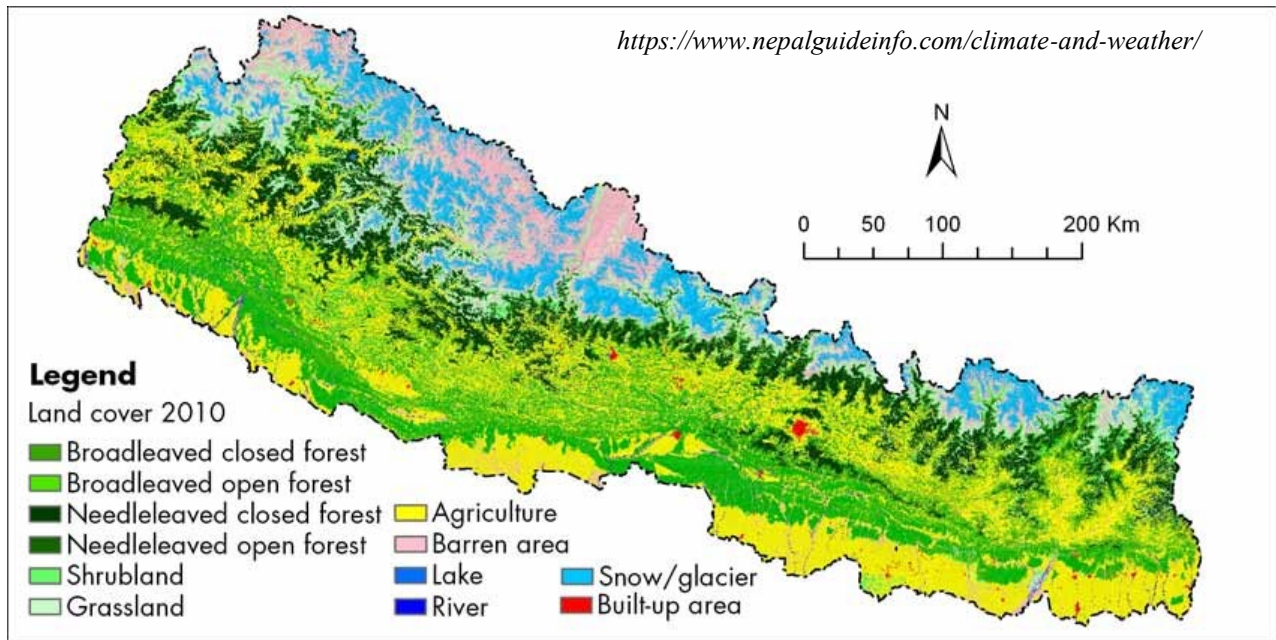 https://www.nepalguideinfo.com/climate-and-weather/
N
0 50 100 200 Km
Legend
Land cover 2010
Broadleaved closed forest
Broadleaved open forest
Needleleaved closed forest
Needleleaved open forest
Shrubland
Grassland
Agriculture
Barren area
Lake
River
Snow/glacier
Built-up area